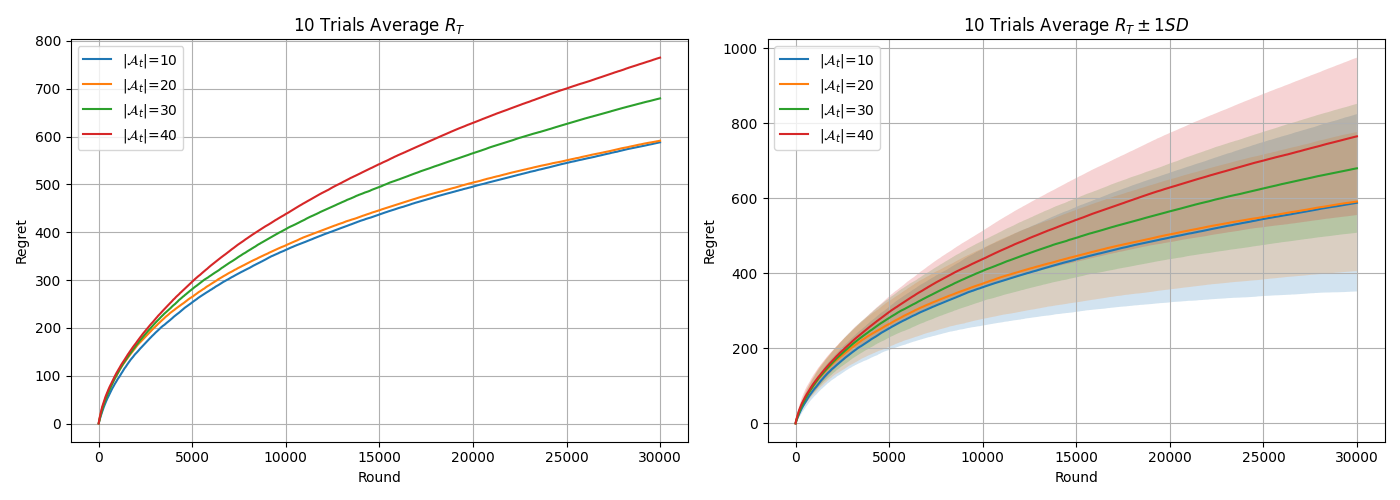 10 Trials Average $R_T$
|$\mathcal{A}_t$|=10
|$\mathcal{A}_t$|=20
|$\mathcal{A}_t$|=30
|$\mathcal{A}_t$|=40
800
700
600
500
400
300
200
100
0
Regret
0 5000 10000 15000 20000 25000 30000
Round
10 Trials Average $R_T \pm 1SD$
|$\mathcal{A}_t$|=10
|$\mathcal{A}_t$|=20
|$\mathcal{A}_t$|=30
|$\mathcal{A}_t$|=40
1000
800
600
400
200
0
Regret
0 5000 10000 15000 20000 25000 30000
Round